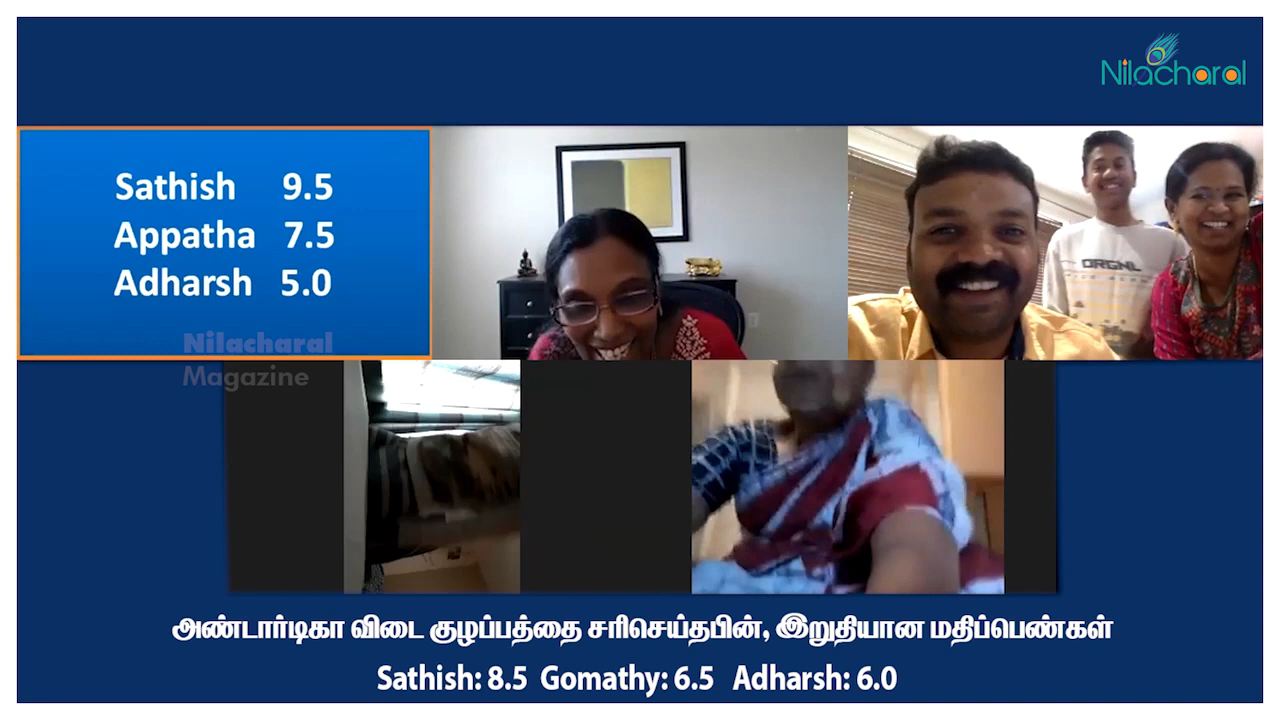 Nilacharal
Sathish 9.5
Appatha 7.5
Adharsh 5.0
Nilacharal
Magazine
ORGNL
அண்டார்டிகா விடை குழப்பத்தை சரிசெய்தபின், இறுதியான மதிப்பெண்கள்
Sathish: 8.5 Gomathy: 6.5 Adharsh: 6.0